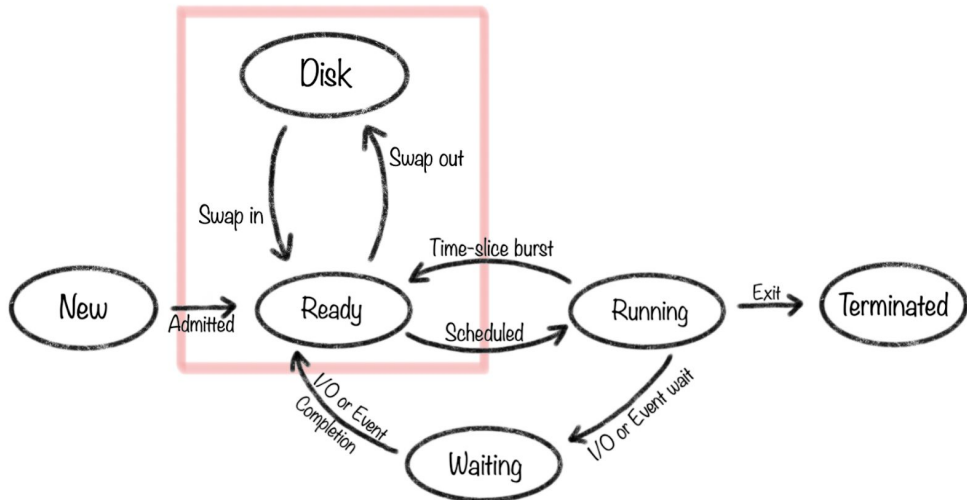 Disk
Swap out
Swap in
Time-slice burst
New
Admitted
Ready
Scheduled
Running
Exit
Terminated
I/O or Event
Completion
I/O or Event wait
Waiting